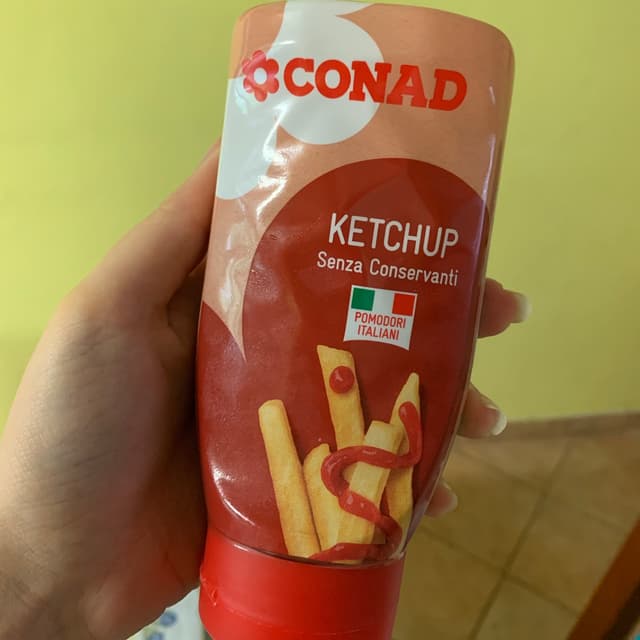 CONAD
KETCHUP
Senza Conservanti
POMODORI
ITALIANI